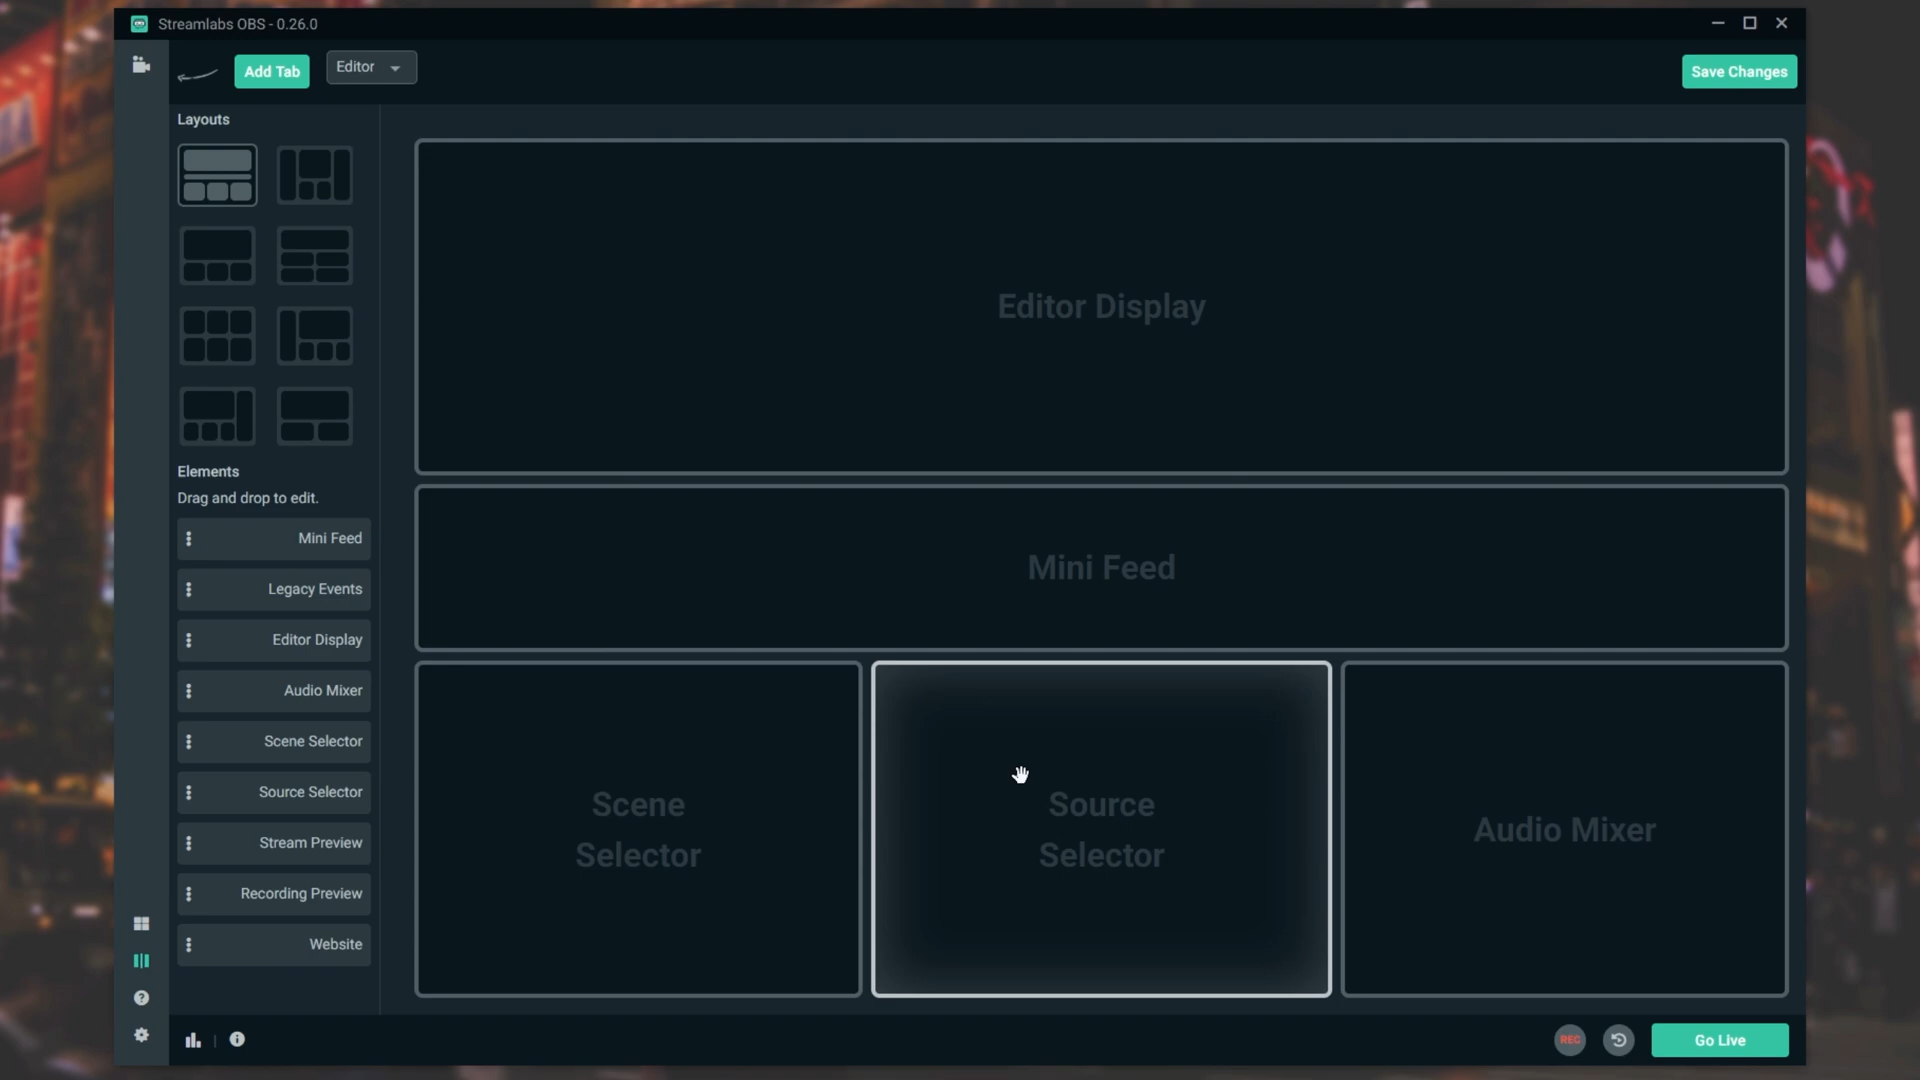 Streamlabs OBS - 0.26.0
Add Tab
Editor
Save Changes
Layouts
Elements
Drag and drop to edit.
Mini Feed
Legacy Events
Editor Display
Audio Mixer
Scene Selector
Source Selector
Stream Preview
Recording Preview
Website
Editor Display
Mini Feed
Scene
Selector
Source
Selector
Audio Mixer
REC
Go Live